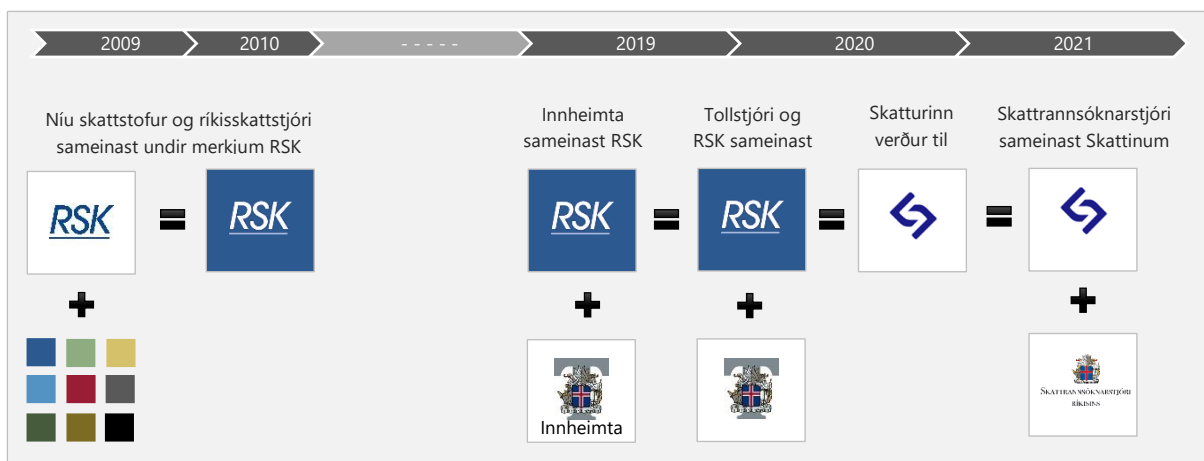 2009
2010
- - - - -
2019
2020
2021
Níu skattstofur og ríkisskattstjóri
sameinast undir merkjum RSK
Innheimta
sameinast RSK
Tollstjóri og
RSK sameinast
Skatturinn
verður til
Skattrannsóknarstjóri
sameinast Skattinum
RSK
RSK
RSK
RSK
T
Innheimta
T
SKATTRANNSÓKNARSTJÓRI
RÍKISINS